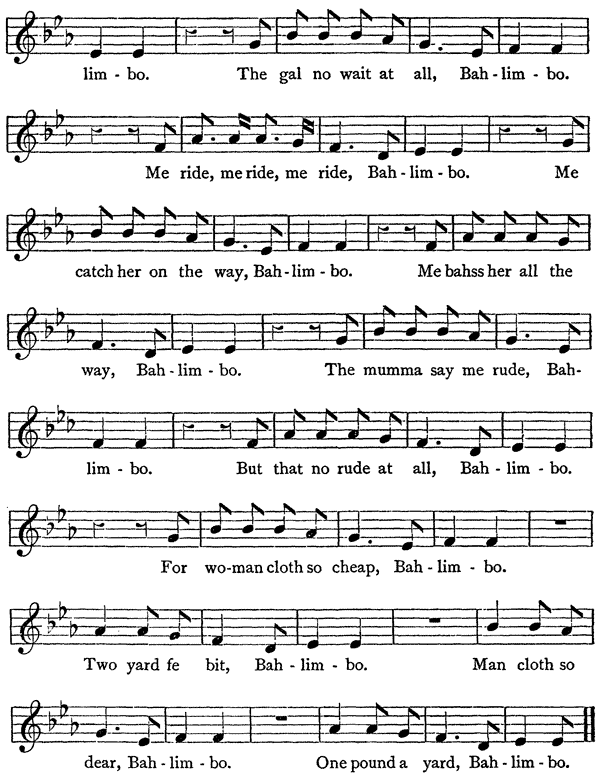 lim - bo. The gal no wait at all, Bah - lim - bo.
Me ride, me ride, me ride, Bah - lim - bo. Me
catch her on the way, Bah - lim - bo. Me bahss her all the
way, Bah - lim - bo. The mumma say me rude, Bah-
lim - bo. But that no rude at all, Bah - lim - bo.
For wo-man cloth so cheap, Bah - lim - bo.
Two yard fe bit, Bah - lim - bo. Man cloth so
dear, Bah - lim - bo. One pound a yard, Bah - lim - bo.